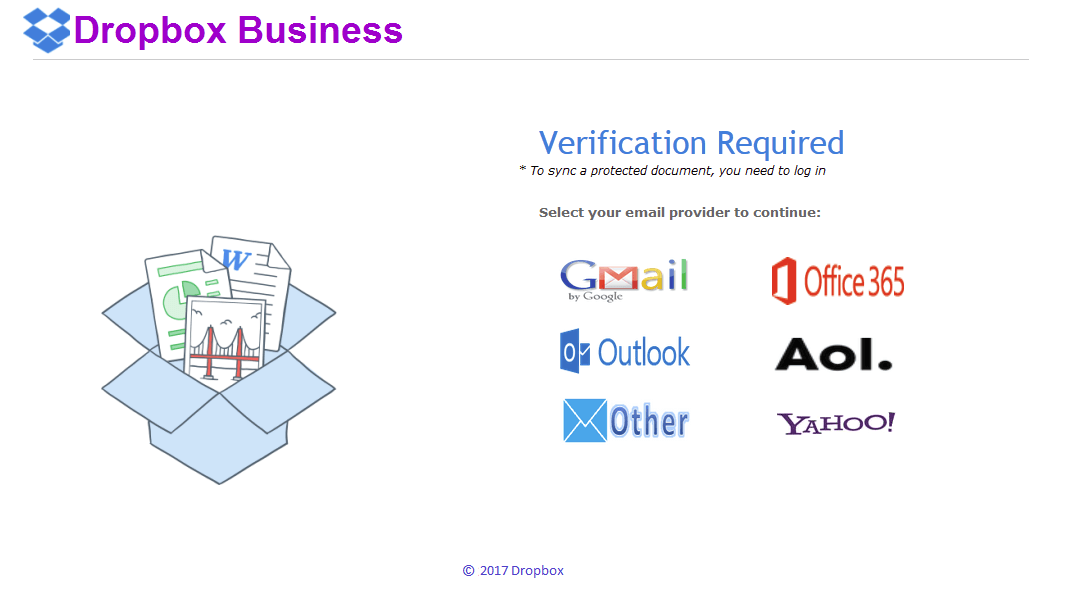 Dropbox Business
Verification Required
* To sync a protected document, you need to log in
Select your email provider to continue:
Gmail
by Google
Office 365
Outlook
Aol.
Other
YAHOO!
W
© 2017 Dropbox